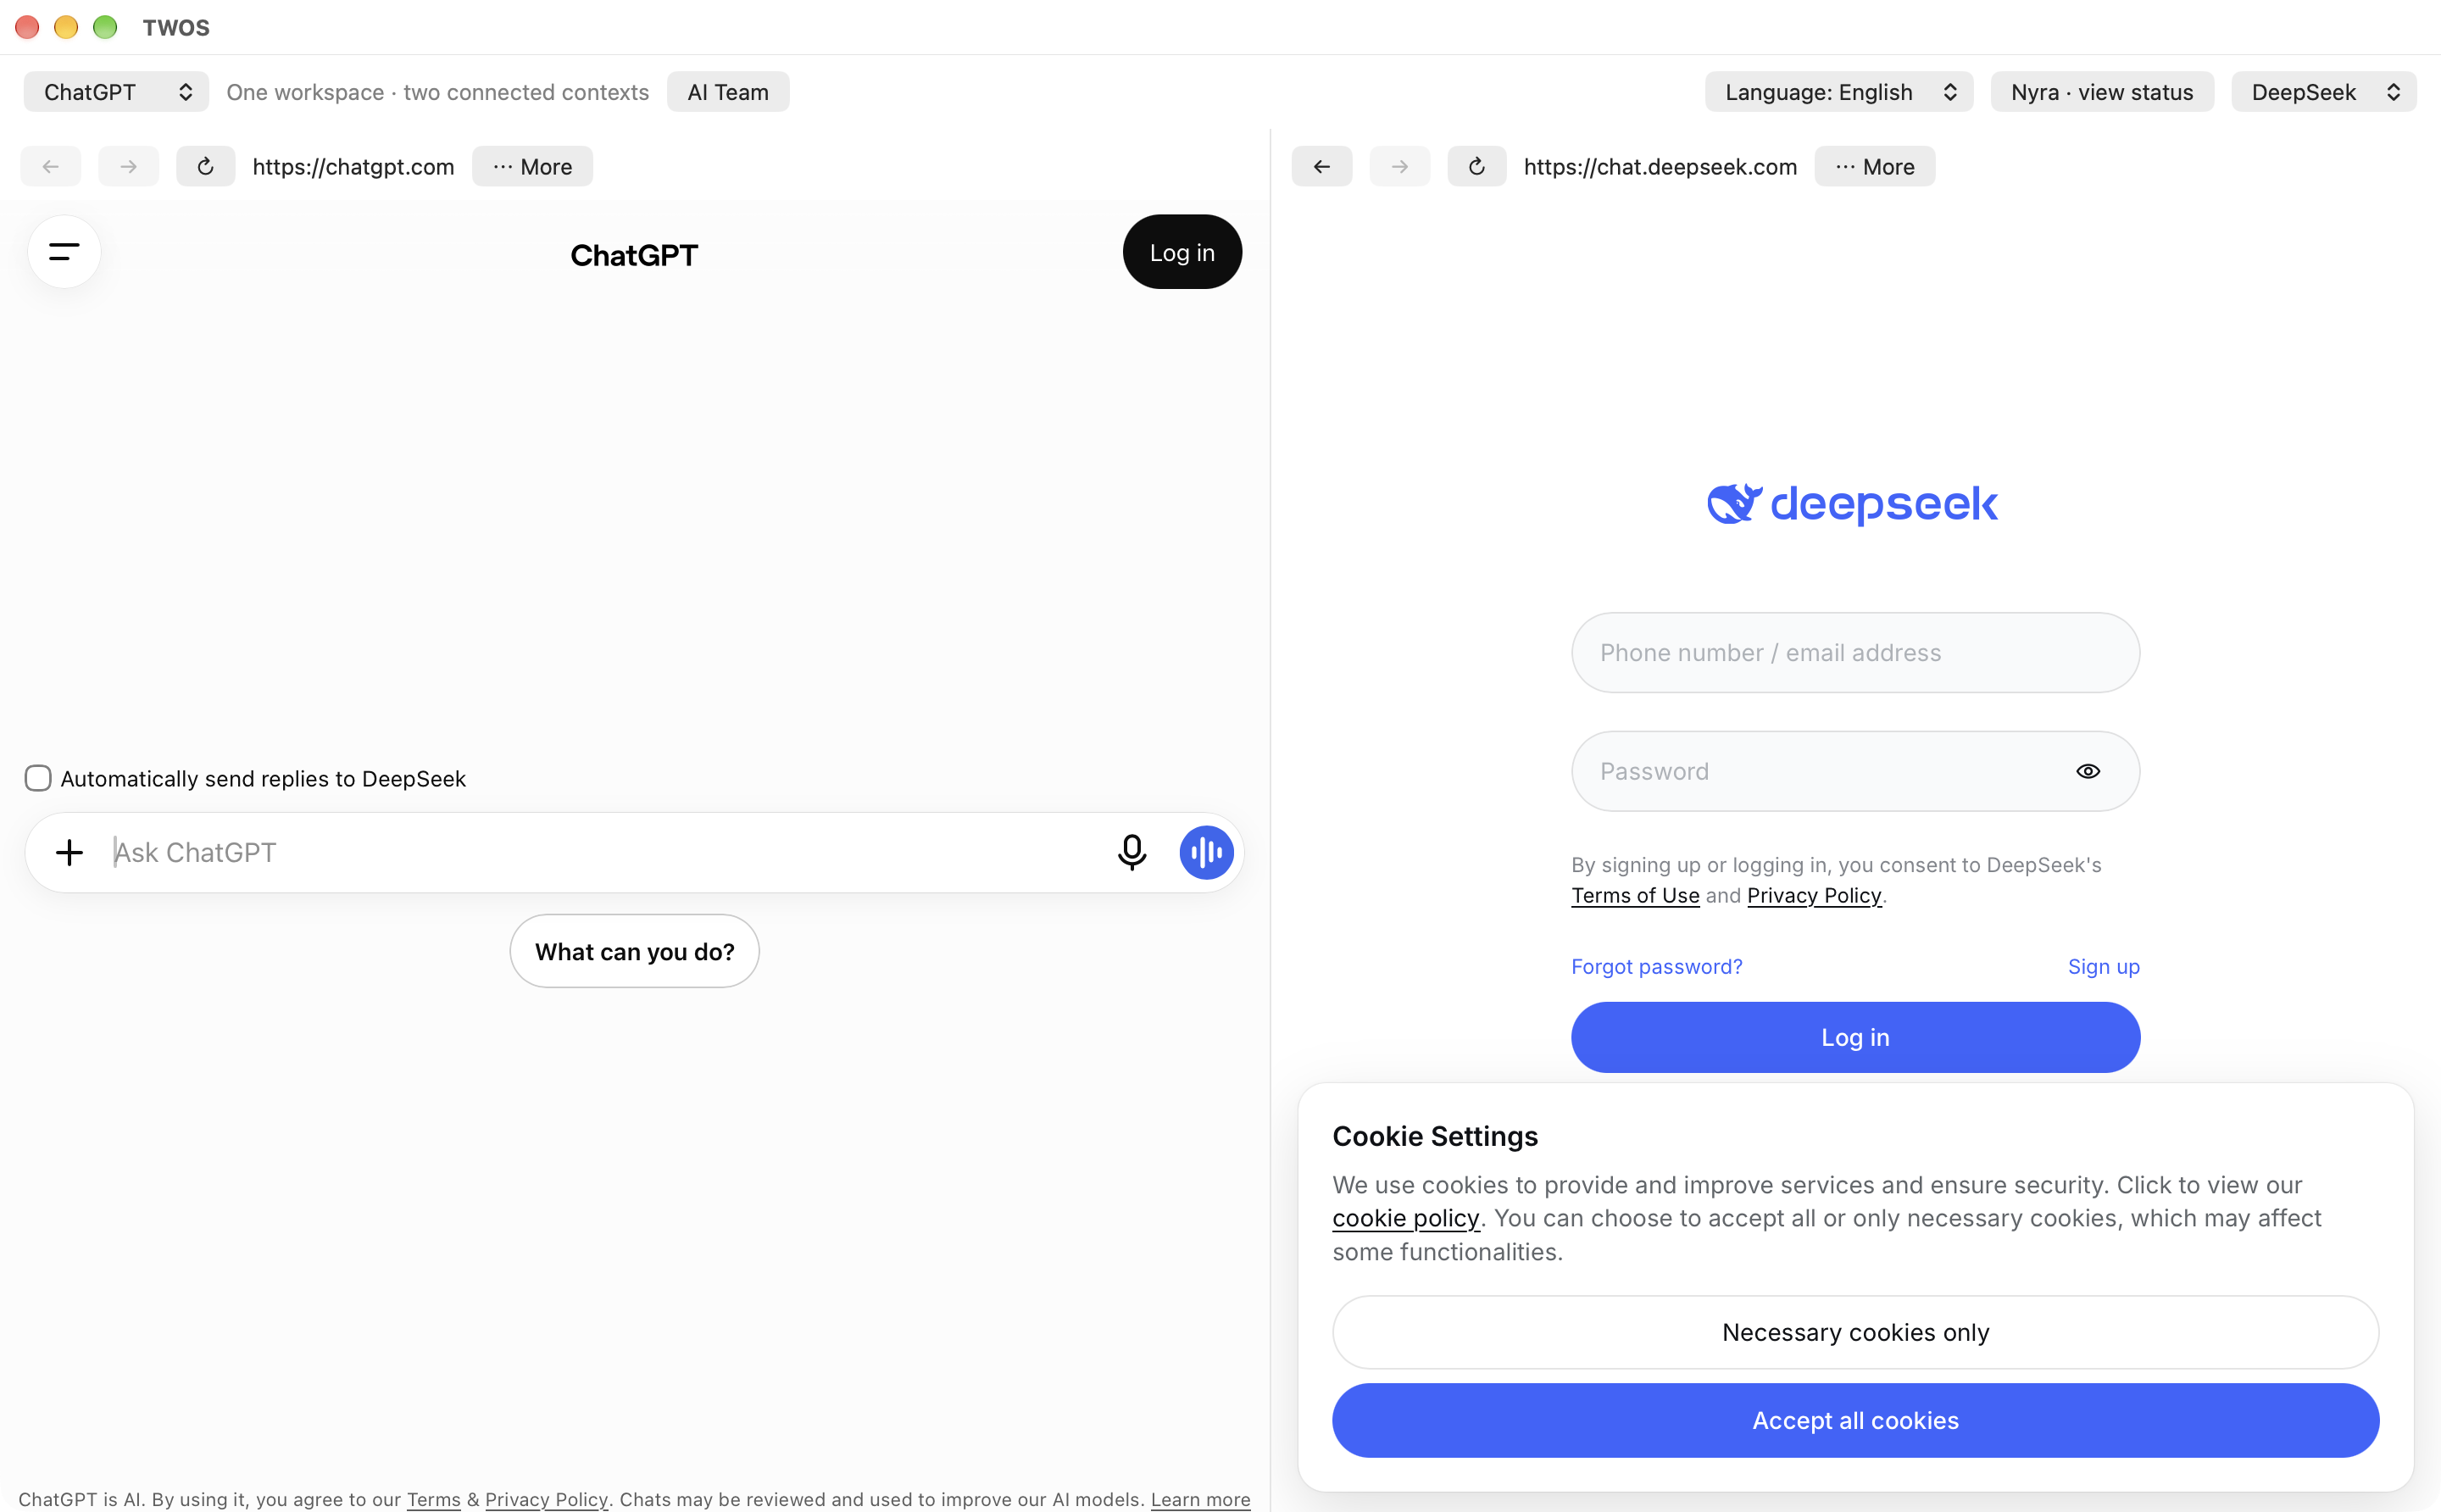 TWOS
ChatGPT
One workspace · two connected contexts
AI Team
Language: English
Nyra · view status
DeepSeek
https://chatgpt.com
··· More
https://chat.deepseek.com
··· More
ChatGPT
Log in
Automatically send replies to DeepSeek
Ask ChatGPT
What can you do?
ChatGPT is AI. By using it, you agree to our Terms & Privacy Policy. Chats may be reviewed and used to improve our AI models. Learn more
deepseek
Phone number / email address
Password
By signing up or logging in, you consent to DeepSeek's
Terms of Use and Privacy Policy.
Forgot password?
Sign up
Log in
Cookie Settings
We use cookies to provide and improve services and ensure security. Click to view our
cookie policy. You can choose to accept all or only necessary cookies, which may affect
some functionalities.
Necessary cookies only
Accept all cookies